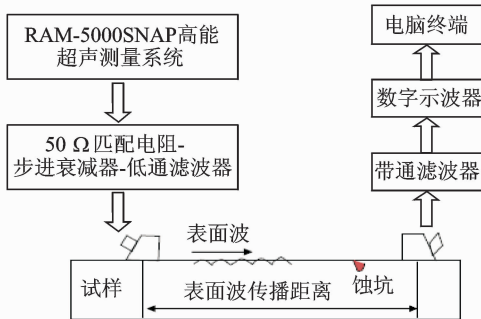 RAM-5000SNAP高能
超声测量系统
50 Ω匹配电阻-
步进衰减器-低通滤波器
电脑终端
数字示波器
带通滤波器
表面波
试样
表面波传播距离
蚀坑